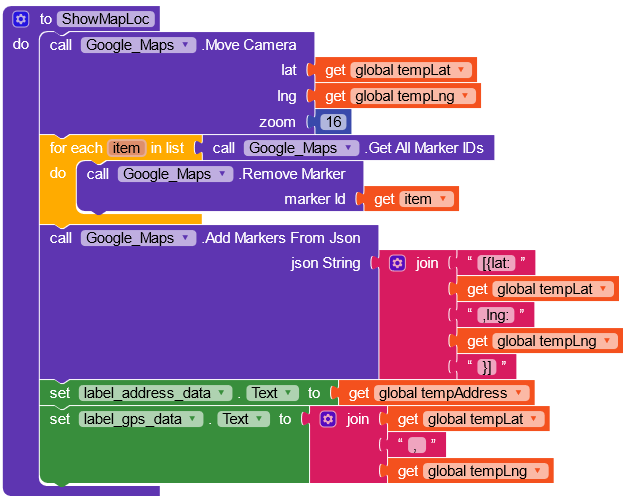 to ShowMapLoc
do call Google_Maps .Move Camera
lat get global tempLat
lng get global tempLng
zoom 16
for each item in list call Google_Maps .Get All Marker IDs
do call Google_Maps .Remove Marker
marker Id get item
call Google_Maps .Add Markers From Json
json String join “ [{lat: ”
get global tempLat
“ ,lng: ”
get global tempLng
“ }] ”
set label_address_data . Text to get global tempAddress
set label_gps_data . Text to join get global tempLat
“ , ”
get global tempLng